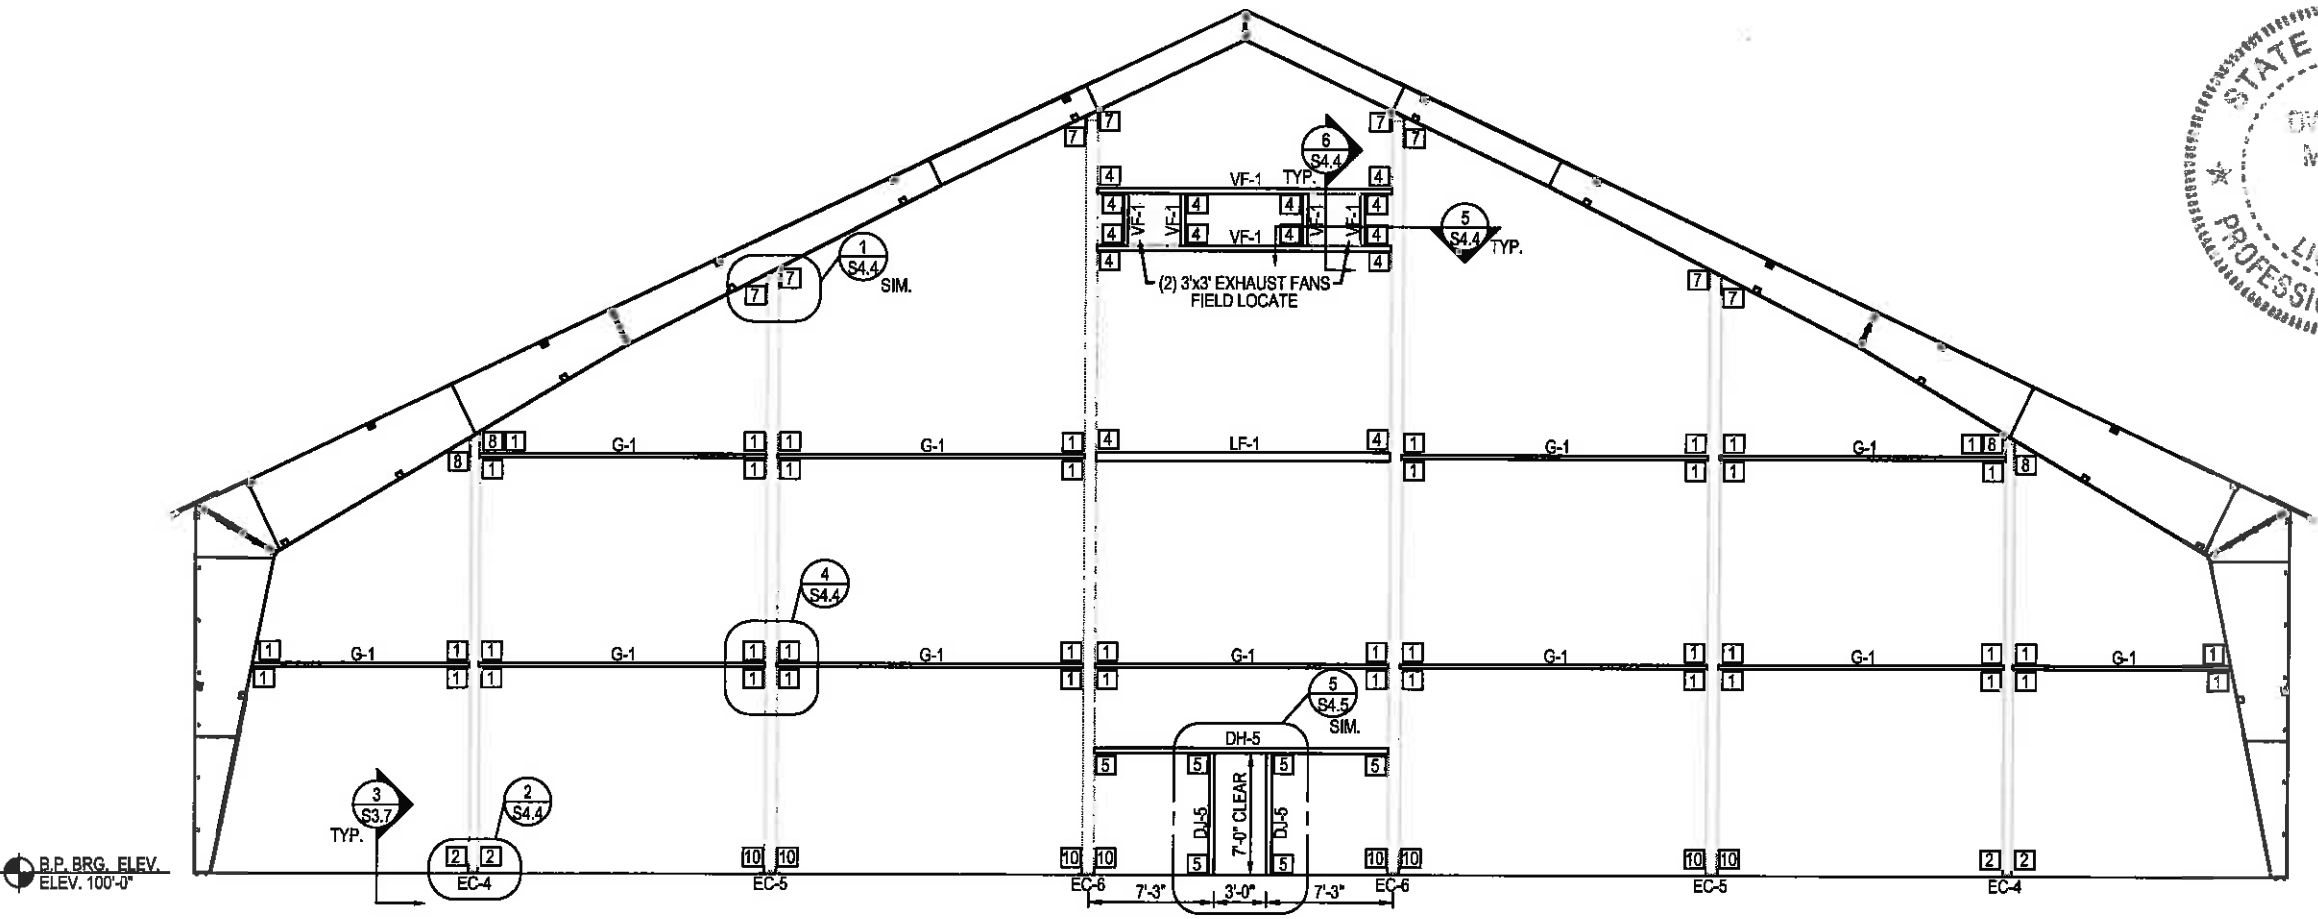 STATE
7 7 7 7
6
S4.4
TYP.
4 VF-1 4
4 VF-1 VF-1 4 4 VF-1 VF-1 4
4 4 VF-1 4 4
4 4
5
S4.4
TYP.
(2) 3'x3' EXHAUST FANS
FIELD LOCATE
1
S4.4
SIM.
7 7 7 7
PROFESSI
8 1 G-1 1 1 G-1 1 4 LF-1 4 1 G-1 1 1 G-1 1 8
8 1 1 1 1 1 1 1 1 8
4
S4.4
1 G-1 1 1 G-1 1 1 G-1 1 1 G-1 1 1 G-1 1 1 G-1 1 1 G-1 1
1 1 1 1 1 1 1 1 1 1 1 1 1 1
5
S4.5
SIM.
DH-5
5 5 5 5
DJ-5 7'-0" CLEAR DJ-5
5 5
3
S3.7
TYP.
2
S4.4
2 2 10 10 10 10 10 10 10 10 2 2
B.P. BRG. ELEV.
ELEV. 100'-0"
EC-4 EC-5 EC-6 EC-6 EC-5 EC-4
7'-3" 3'-0" 7'-3"